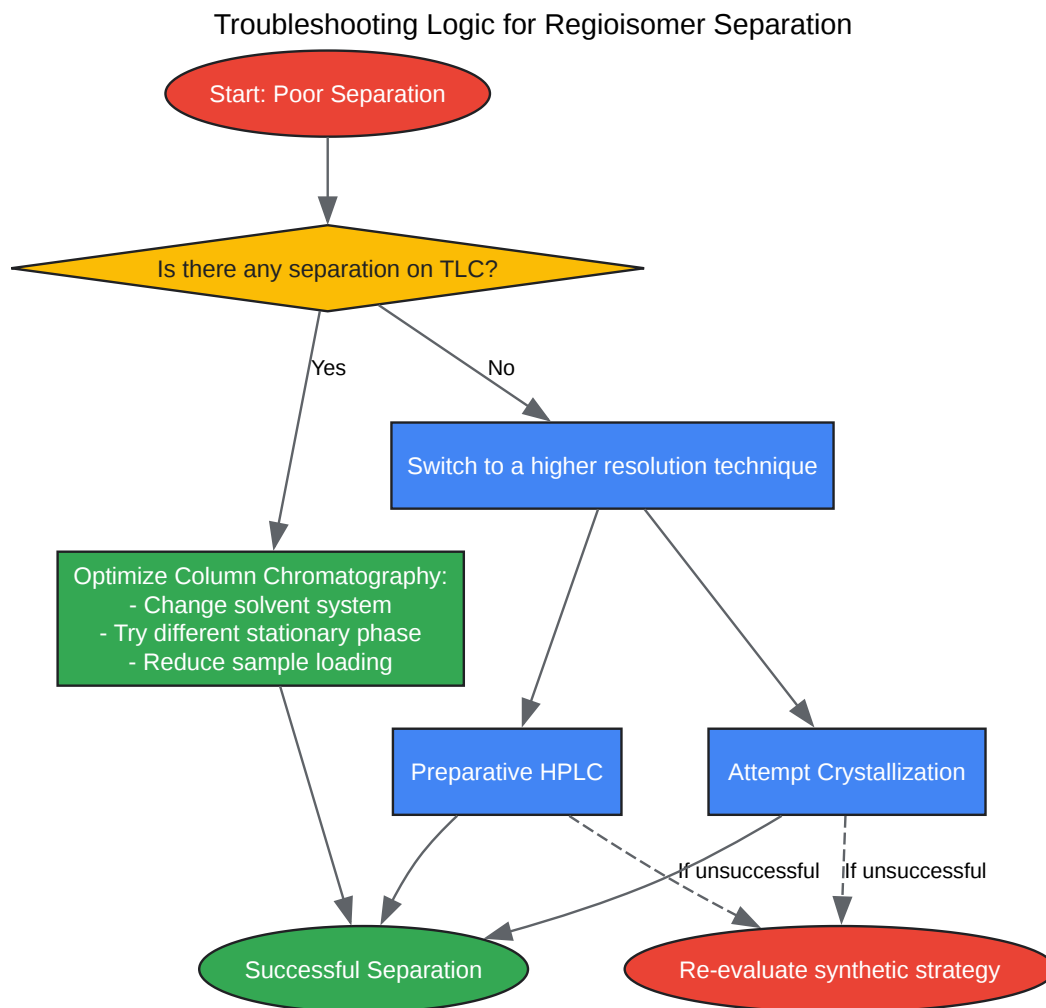 Troubleshooting Logic for Regioisomer Separation
Start: Poor Separation
Is there any separation on TLC?
Yes
No
Switch to a higher resolution technique
Optimize Column Chromatography:
- Change solvent system
- Try different stationary phase
- Reduce sample loading
Preparative HPLC
Attempt Crystallization
If unsuccessful
If unsuccessful
Successful Separation
Re-evaluate synthetic strategy